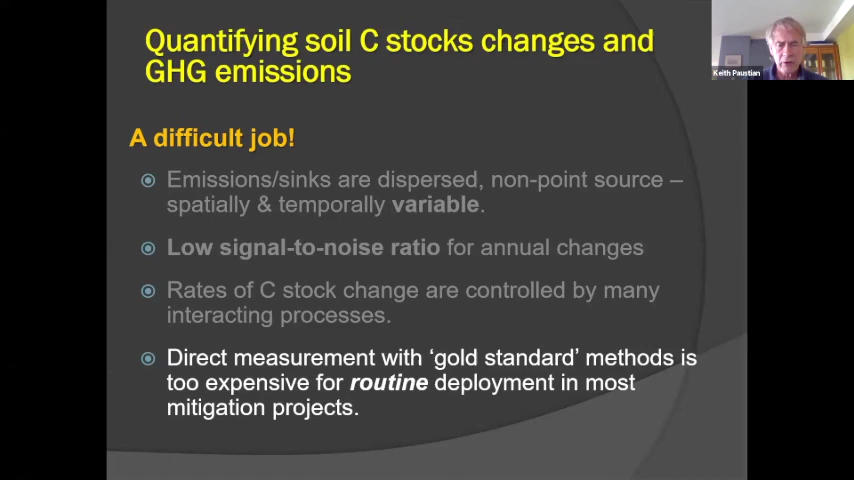 Quantifying soil C stocks changes and
GHG emissions
Keith Paustian
A difficult job!
Emissions/sinks are dispersed, non-point source –
spatially & temporally variable.
Low signal-to-noise ratio for annual changes
Rates of C stock change are controlled by many
interacting processes.
Direct measurement with ‘gold standard’ methods is
too expensive for routine deployment in most
mitigation projects.